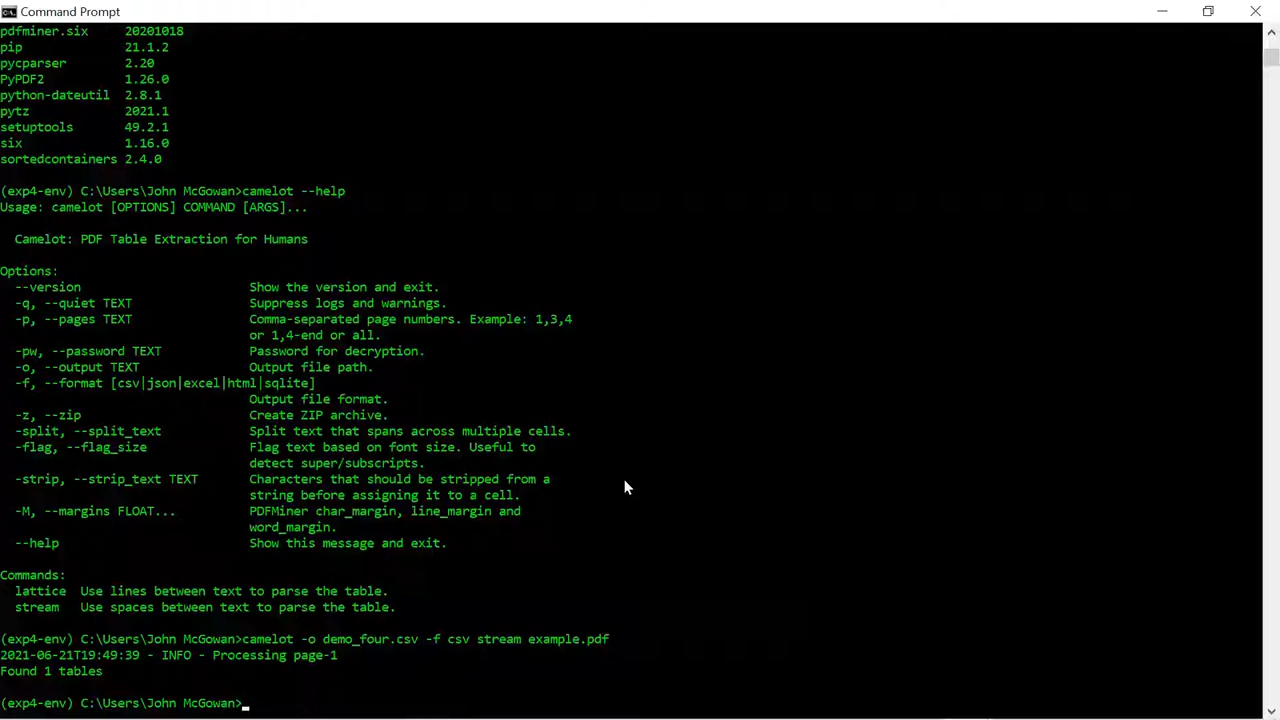 Command Prompt
pdfminer.six     20201018
pip              21.1.2
pycparser        2.20
PyPDF2           1.26.0
python-dateutil  2.8.1
pytz             2021.1
setuptools       49.2.1
six              1.16.0
sortedcontainers 2.4.0
(exp4-env) C:\Users\John McGowan>camelot --help
Usage: camelot [OPTIONS] COMMAND [ARGS]...
Camelot: PDF Table Extraction for Humans
Options:
--version                       Show the version and exit.
-q, --quiet TEXT                Suppress logs and warnings.
-p, --pages TEXT                Comma-separated page numbers. Example: 1,3,4
or 1,4-end or all.
-pw, --password TEXT            Password for decryption.
-o, --output TEXT               Output file path.
-f, --format [csv|json|excel|html|sqlite]
Output file format.
-z, --zip                       Create ZIP archive.
-split, --split_text            Split text that spans across multiple cells.
-flag, --flag_size              Flag text based on font size. Useful to
detect super/subscripts.
-strip, --strip_text TEXT       Characters that should be stripped from a
string before assigning it to a cell.
-M, --margins FLOAT...          PDFMiner char_margin, line_margin and
word_margin.
--help                          Show this message and exit.
Commands:
lattice  Use lines between text to parse the table.
stream   Use spaces between text to parse the table.
(exp4-env) C:\Users\John McGowan>camelot -o demo_four.csv -f csv stream example.pdf
2021-06-21T19:49:39 - INFO - Processing page-1
Found 1 tables
(exp4-env) C:\Users\John McGowan>